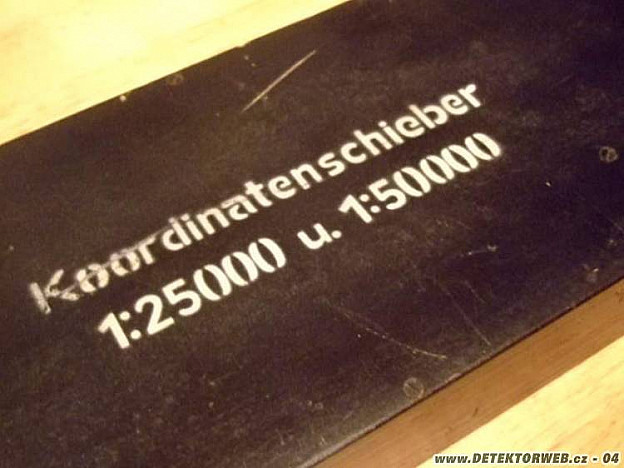 Koordinatenschieber
1:25000 u. 1:50000
www.DETEKTORWEB.cz - 04